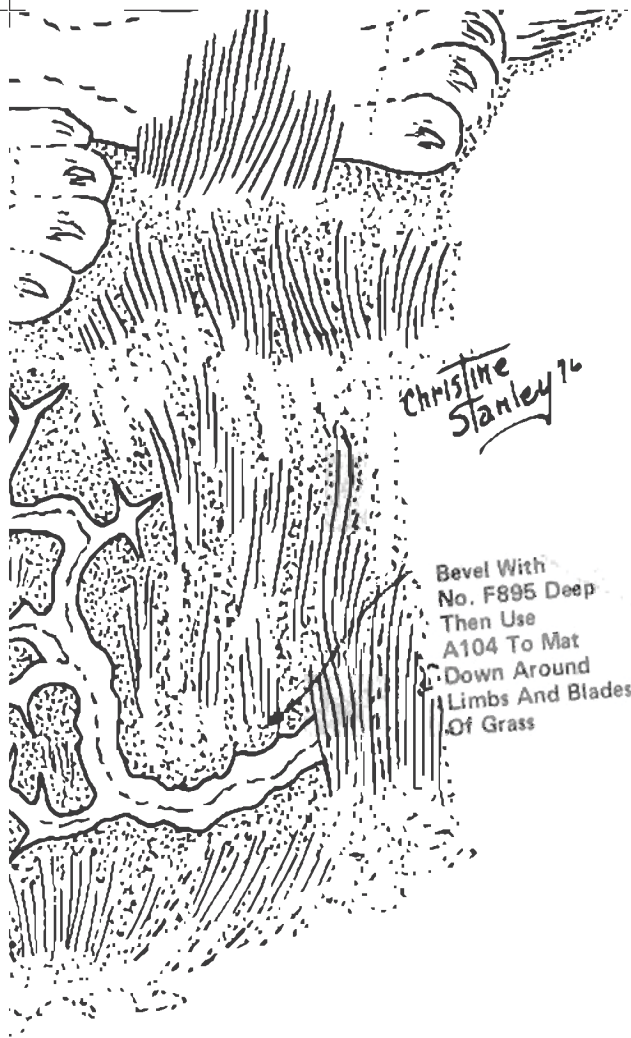 Christine
Stanley 76
Bevel With
No. F895 Deep
Then Use
A104 To Mat
Down Around
Limbs And Blades
Of Grass